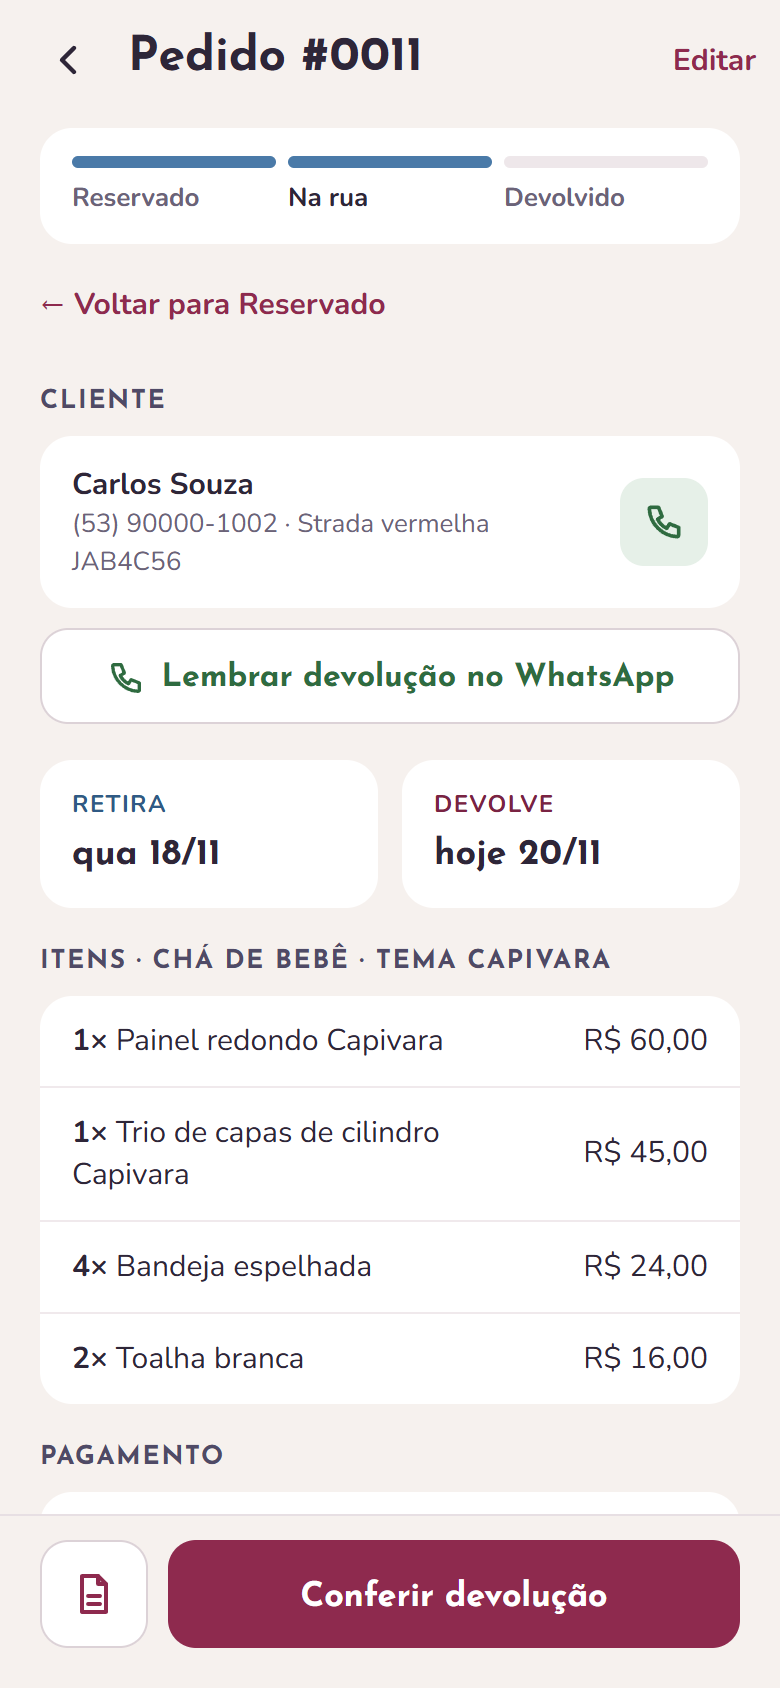 Pedido #0011
Editar
Reservado
Na rua
Devolvido
← Voltar para Reservado
CLIENTE
Carlos Souza
(53) 90000-1002 · Strada vermelha
JAB4C56
Lembrar devolução no WhatsApp
RETIRA
qua 18/11
DEVOLVE
hoje 20/11
ITENS · CHÁ DE BEBÊ · TEMA CAPIVARA
1× Painel redondo Capivara R$ 60,00
1× Trio de capas de cilindro
Capivara
R$ 45,00
4× Bandeja espelhada R$ 24,00
2× Toalha branca R$ 16,00
PAGAMENTO
Conferir devolução